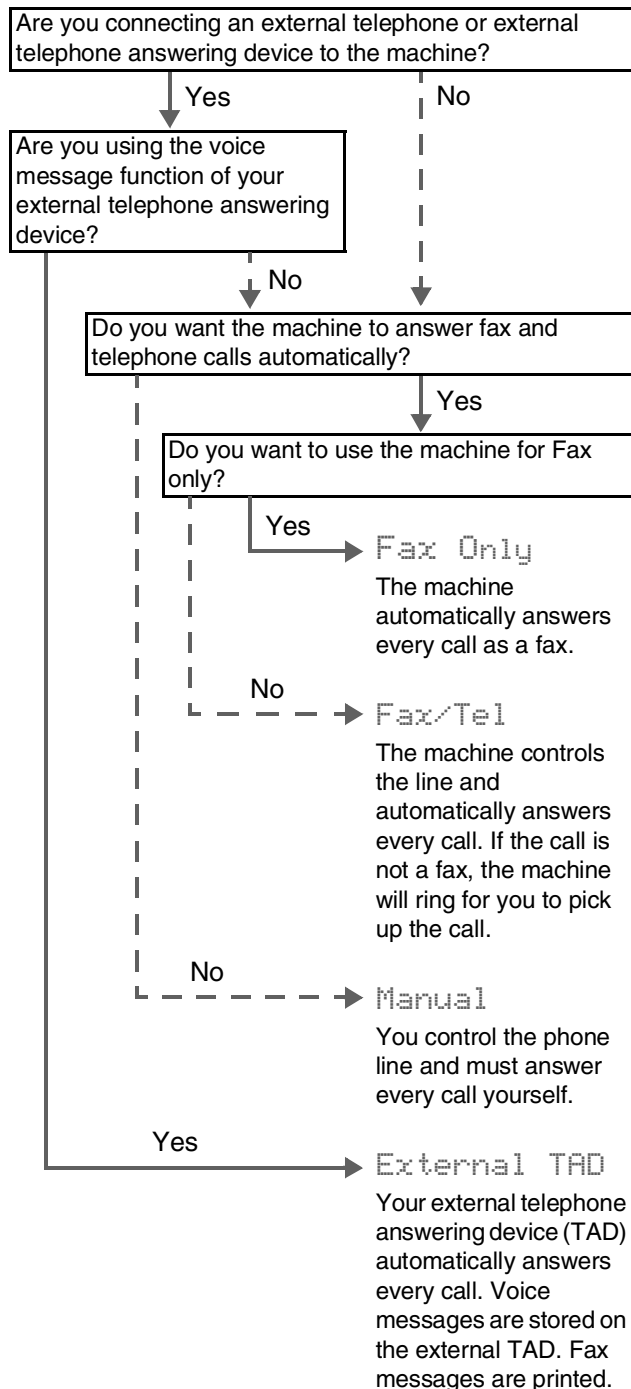 Are you connecting an external telephone or external
telephone answering device to the machine?
Yes
No
Are you using the voice
message function of your
external telephone answering
device?
No
Do you want the machine to answer fax and
telephone calls automatically?
Yes
Do you want to use the machine for Fax
only?
Yes
Fax Only
The machine
automatically answers
every call as a fax.
No
Fax/Tel
The machine controls
the line and
automatically answers
every call. If the call is
not a fax, the machine
will ring for you to pick
up the call.
No
Manual
You control the phone
line and must answer
every call yourself.
Yes
External TAD
Your external telephone
answering device (TAD)
automatically answers
every call. Voice
messages are stored on
the external TAD. Fax
messages are printed.